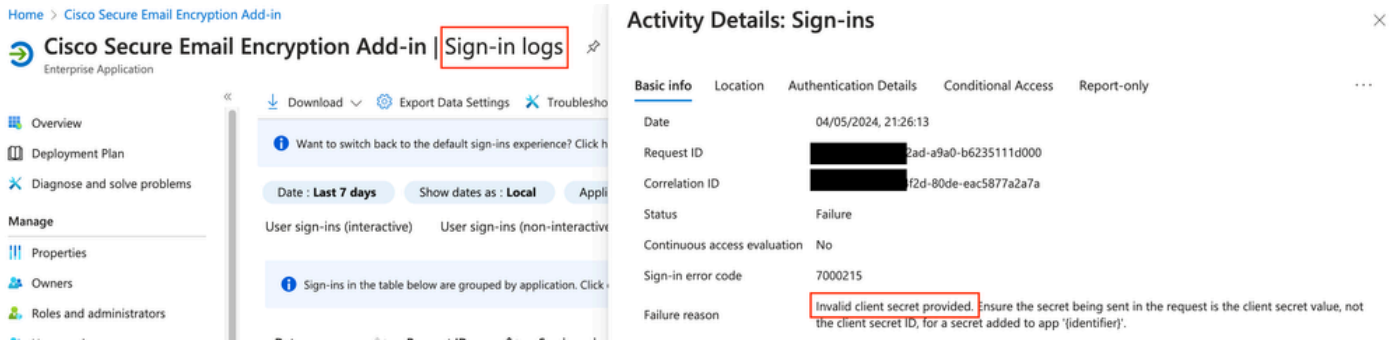 Home > Cisco Secure Email Encryption Add-in
Cisco Secure Email Encryption Add-in | Sign-in logs
Enterprise Application
Overview
Deployment Plan
Diagnose and solve problems
Manage
Properties
Owners
Roles and administrators
Download
Export Data Settings
Troublesho
Want to switch back to the default sign-ins experience? Click h
Date : Last 7 days
Show dates as : Local
Appli
User sign-ins (interactive)
User sign-ins (non-interactive
Sign-ins in the table below are grouped by application. Click
Activity Details: Sign-ins
Basic info
Location
Authentication Details
Conditional Access
Report-only
Date
04/05/2024, 21:26:13
Request ID
2ad-a9a0-b6235111d000
Correlation ID
f2d-80de-eac5877a2a7a
Status
Failure
Continuous access evaluation
No
Sign-in error code
7000215
Failure reason
Invalid client secret provided. Ensure the secret being sent in the request is the client secret value, not
the client secret ID, for a secret added to app '{identifier}'.